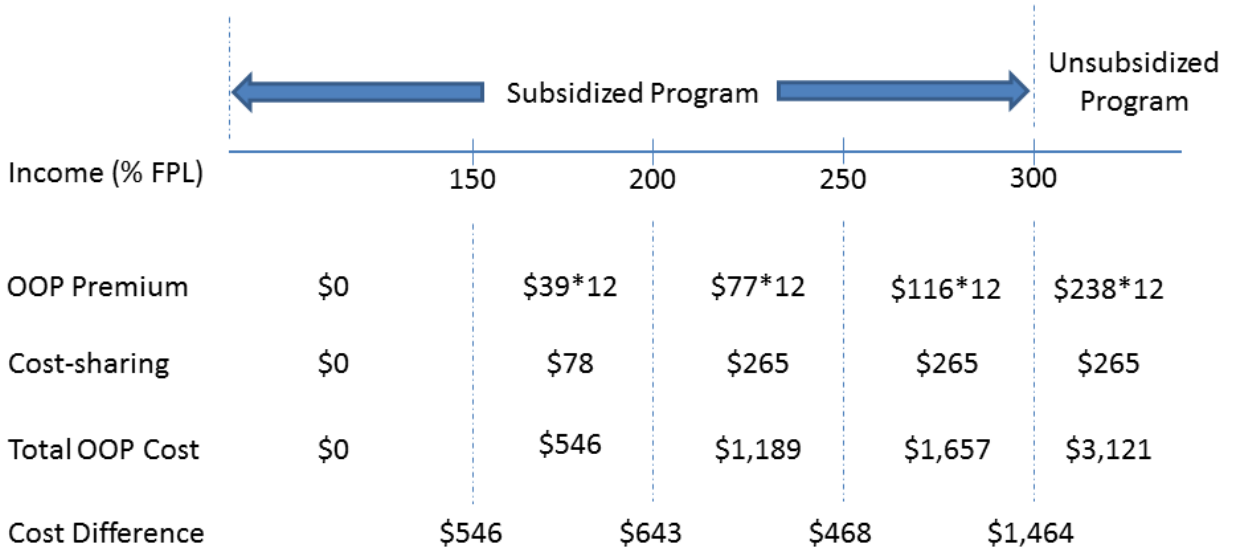 Unsubsidized
Subsidized Program
Program
Income (% FPL)
150 200 250 300
OOP Premium $0 $39*12 $77*12 $116*12 $238*12
Cost-sharing $0 $78 $265 $265 $265
Total OOP Cost $0 $546 $1,189 $1,657 $3,121
Cost Difference $546 $643 $468 $1,464